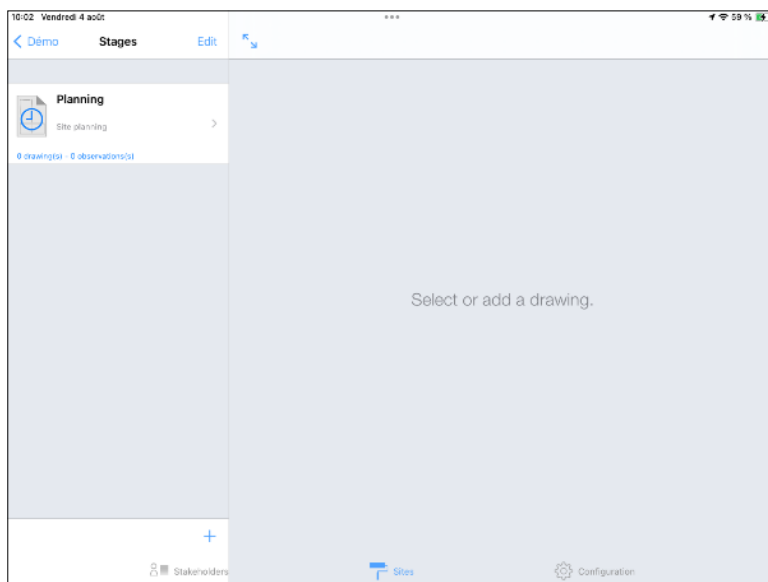 10:02 Vendredi 4 août
59 %
Démo
Stages
Edit
Planning
Site planning
0 drawing(s) - 0 observations(s)
Select or add a drawing.
Stakeholders
Sites
Configuration